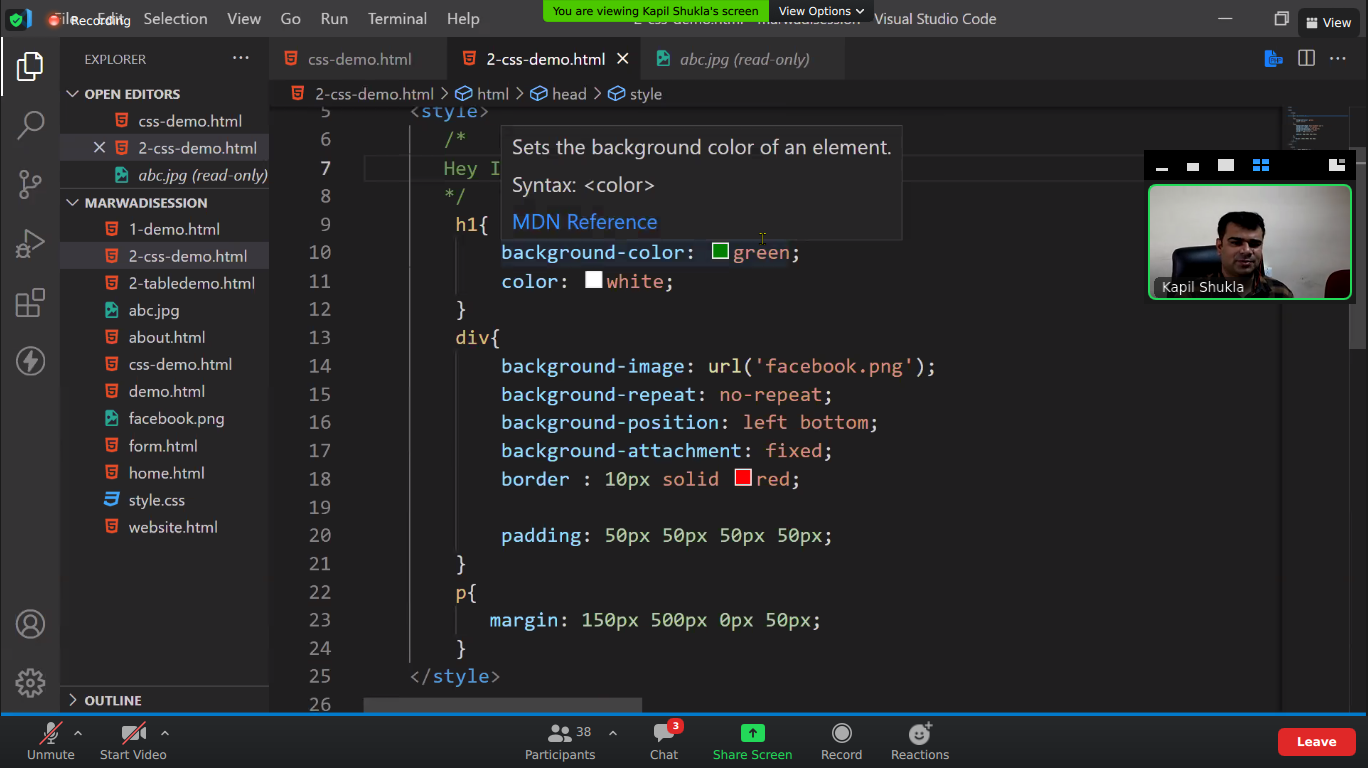 File Edit Selection View Go Run Terminal Help
Recording
You are viewing Kapil Shukla's screen
View Options
2-css-demo.html - marwadisession - Visual Studio Code
View
EXPLORER
OPEN EDITORS
css-demo.html
2-css-demo.html
abc.jpg (read-only)
MARWADISESSION
1-demo.html
2-css-demo.html
2-tabledemo.html
abc.jpg
about.html
css-demo.html
demo.html
facebook.png
form.html
home.html
style.css
website.html
OUTLINE
css-demo.html
2-css-demo.html
abc.jpg (read-only)
2-css-demo.html > html > head > style
5 <style>
6 /*
7 Hey I
8 */
9 h1{
10 background-color: green;
11 color: white;
12 }
13 div{
14 background-image: url('facebook.png');
15 background-repeat: no-repeat;
16 background-position: left bottom;
17 background-attachment: fixed;
18 border : 10px solid red;
19
20 padding: 50px 50px 50px 50px;
21 }
22 p{
23 margin: 150px 500px 0px 50px;
24 }
25 </style>
26
Sets the background color of an element.
Syntax: <color>
MDN Reference
Kapil Shukla
Unmute
Start Video
Participants
38
Chat
3
Share Screen
Record
Reactions
Leave